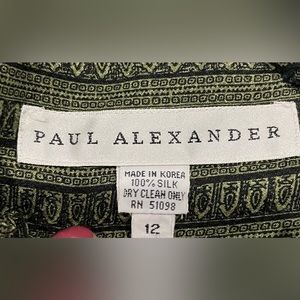 PAUL ALEXANDER
MADE IN KOREA
100% SILK
DRY CLEAN ONLY
RN 51098
12